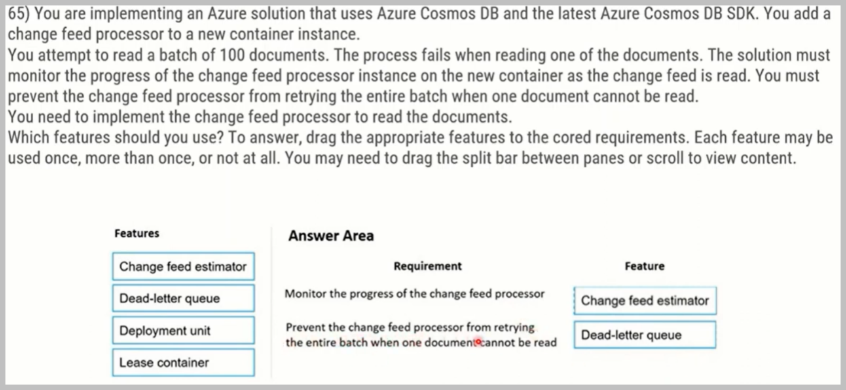 65) You are implementing an Azure solution that uses Azure Cosmos DB and the latest Azure Cosmos DB SDK. You add a
change feed processor to a new container instance.
You attempt to read a batch of 100 documents. The process fails when reading one of the documents. The solution must
monitor the progress of the change feed processor instance on the new container as the change feed is read. You must
prevent the change feed processor from retrying the entire batch when one document cannot be read.
You need to implement the change feed processor to read the documents.
Which features should you use? To answer, drag the appropriate features to the cored requirements. Each feature may be
used once, more than once, or not at all. You may need to drag the split bar between panes or scroll to view content.
Features
Change feed estimator
Dead-letter queue
Deployment unit
Lease container
Answer Area
Requirement
Feature
Monitor the progress of the change feed processor
Change feed estimator
Prevent the change feed processor from retrying
the entire batch when one document cannot be read
Dead-letter queue